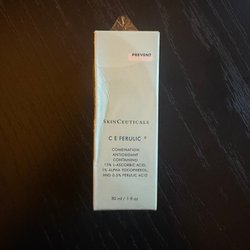 PREVENT
SKINCEUTICALS
C E FERULIC ®
COMBINATION
ANTIOXIDANT
CONTAINING
15% L-ASCORBIC ACID,
1% ALPHA TOCOPHEROL,
AND 0.5% FERULIC ACID
30 ml / 1 fl oz